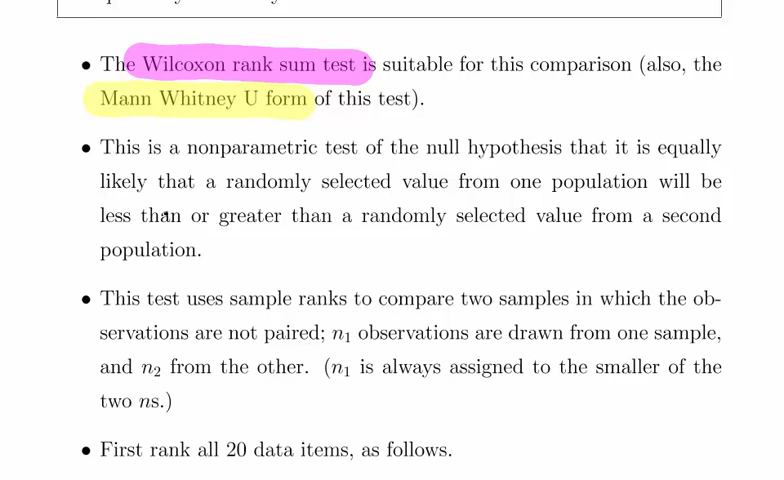 • The Wilcoxon rank sum test is suitable for this comparison (also, the
Mann Whitney U form of this test).
• This is a nonparametric test of the null hypothesis that it is equally
likely that a randomly selected value from one population will be
less than or greater than a randomly selected value from a second
population.
• This test uses sample ranks to compare two samples in which the ob-
servations are not paired; n₁ observations are drawn from one sample,
and n₂ from the other. (n₁ is always assigned to the smaller of the
two ns.)
• First rank all 20 data items, as follows.